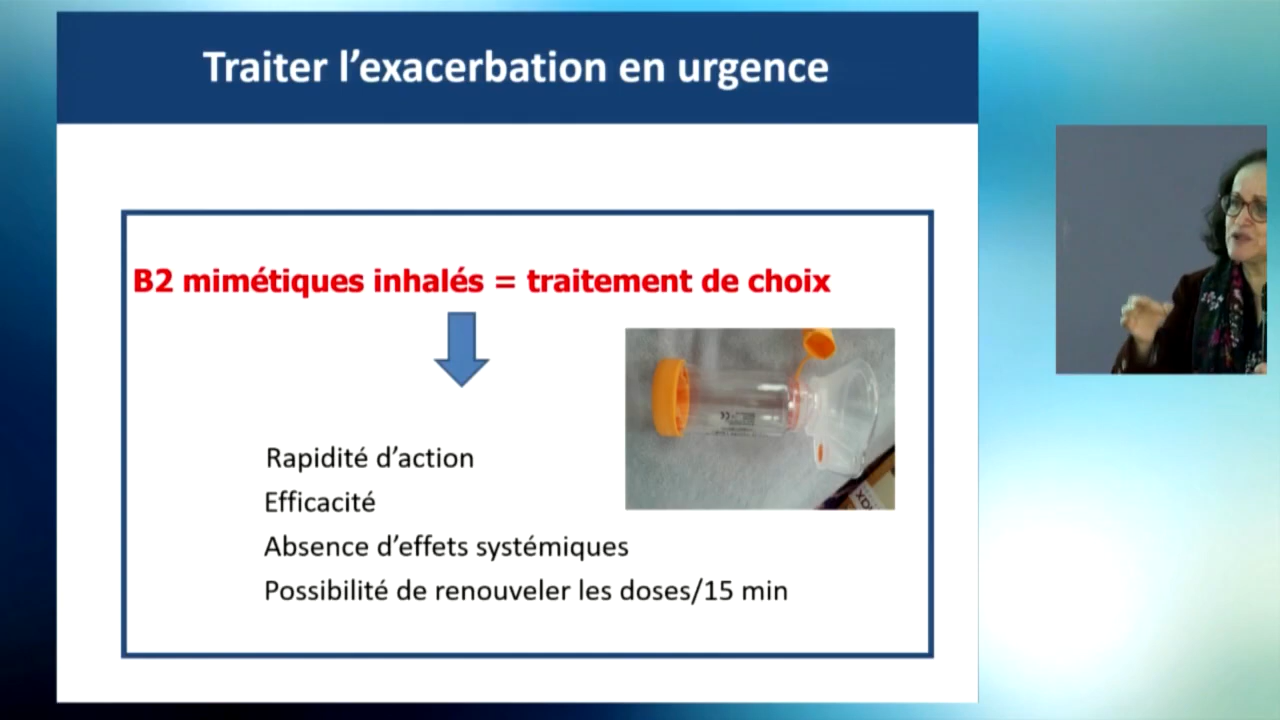 Traiter l’exacerbation en urgence
B2 mimétiques inhalés = traitement de choix
Rapidité d’action
Efficacité
Absence d’effets systémiques
Possibilité de renouveler les doses/15 min